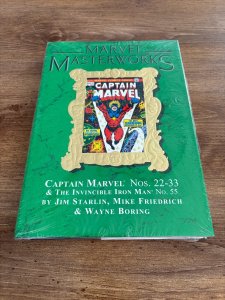 MARVEL
MASTERWORKS
CAPTAIN
MARVEL
CAPTAIN MARVEL NOS. 22-33
& THE INVINCIBLE IRON MAN NO. 55
BY JIM STARLIN, MIKE FRIEDRICH
& WAYNE BORING